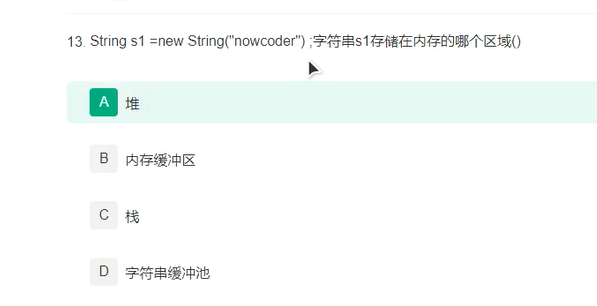 13. String s1 =new String("nowcoder") ;字符串s1存储在内存的哪个区域()
A 堆
B 内存缓冲区
C 栈
D 字符串缓冲池